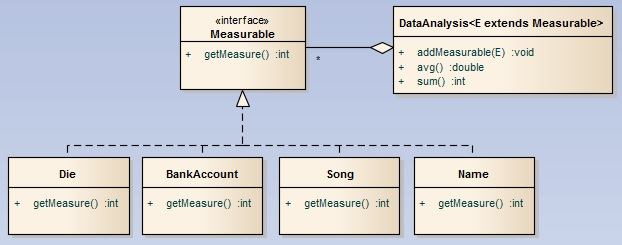 «interface»
Measurable
+ getMeasure() :int
*
DataAnalysis<E extends Measurable>
+ addMeasurable(E) :void
+ avg() :double
+ sum() :int
Die
+ getMeasure() :int
BankAccount
+ getMeasure() :int
Song
+ getMeasure() :int
Name
+ getMeasure() :int